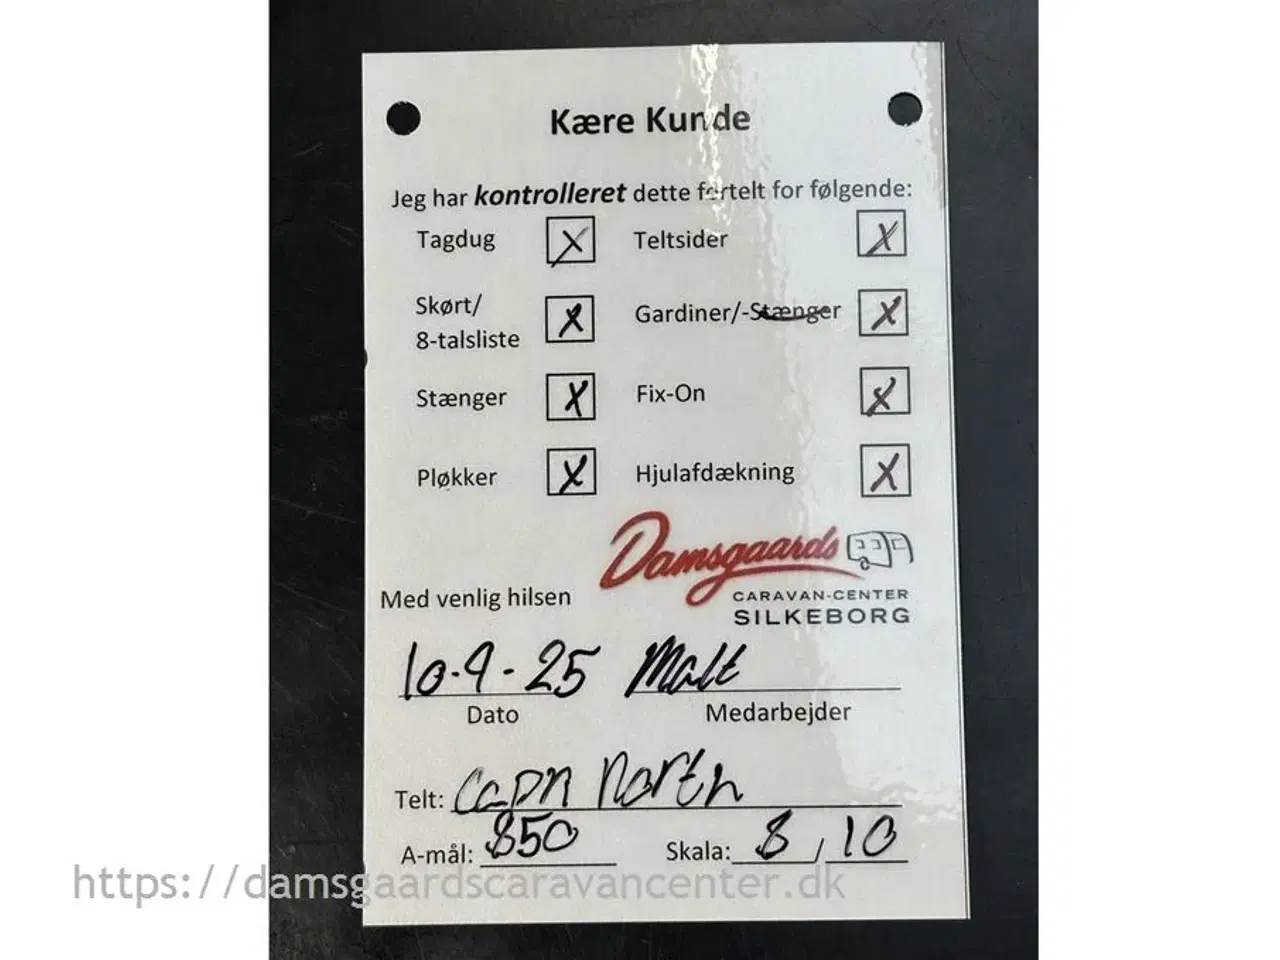 Kære Kunde
Jeg har kontrolleret dette fortelt for følgende:
Tagdug X Teltsider X
Skørt/
8-talsliste X Gardiner/-Stænger X
Stænger X Fix-On X
Pløkker X Hjulafdækning X
Damsgaards
CARAVAN-CENTER
SILKEBORG
Med venlig hilsen
10-9-25 Malt
Dato Medarbejder
Telt: Capri North
A-mål: 850 Skala: 8 / 10
https://damsgaardscaravancenter.dk